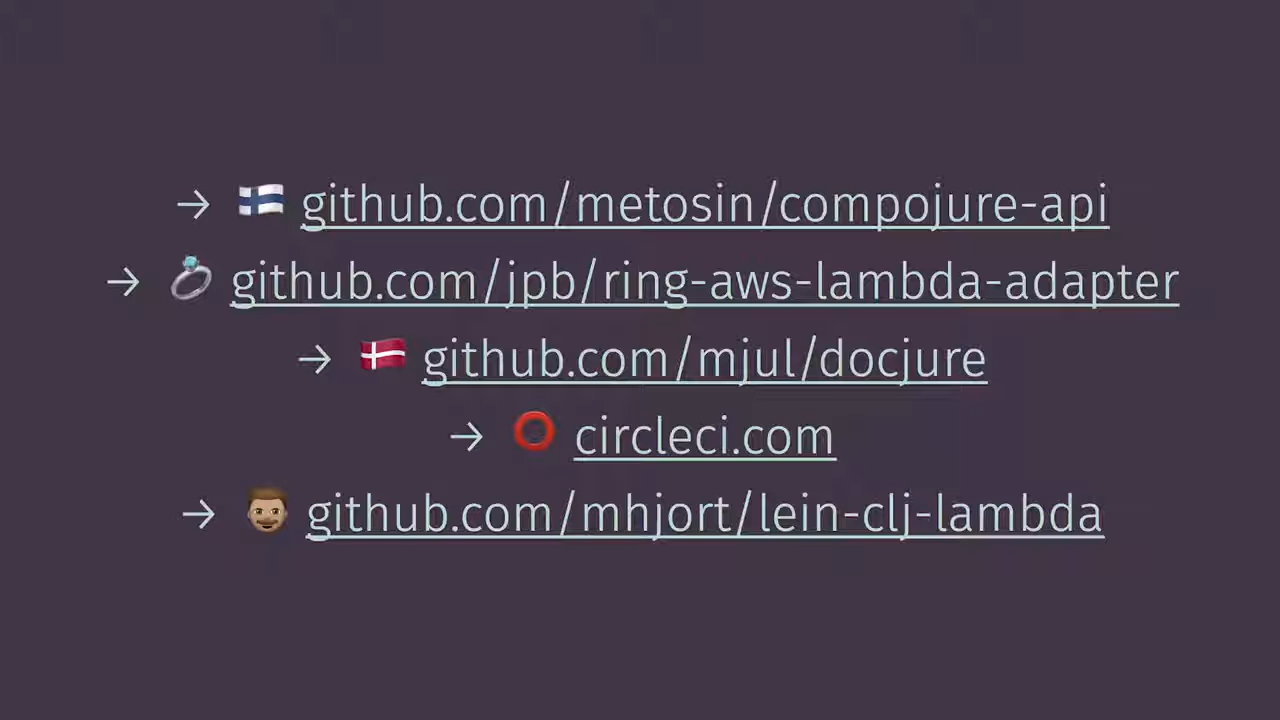 → 🇫🇮 github.com/metosin/compojure-api
→ 💍 github.com/jpb/ring-aws-lambda-adapter
→ 🇩🇰 github.com/mjul/docjure
→ ⭕ circleci.com
→ 🧔🏽 github.com/mhjort/lein-clj-lambda